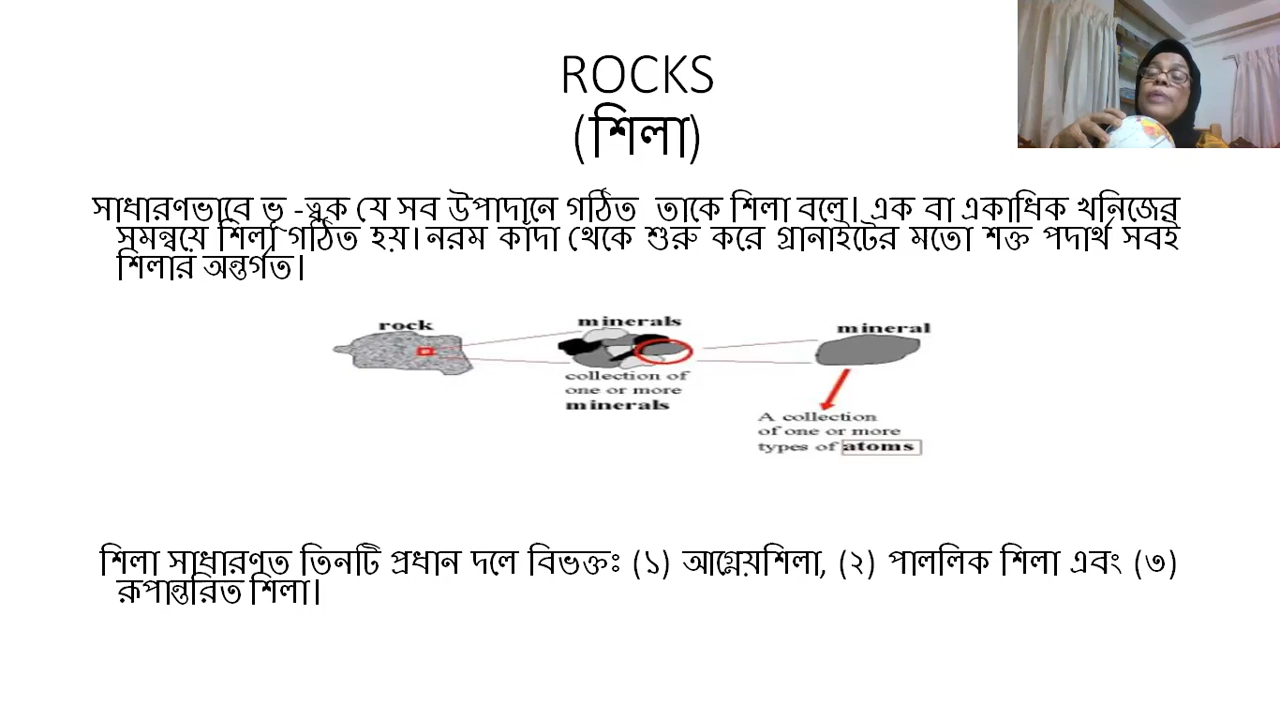 ROCKS
(শিলা)
সাধারণভাবে ভূ -ত্বক যে সব উপাদানে গঠিত তাকে শিলা বলে। এক বা একাধিক খনিজের
সমন্বয়ে শিলা গঠিত হয়। নরম কাঁদা থেকে শুরু করে গ্রানাইটের মতো শক্ত পদার্থ সবই
শিলার অন্তর্গত।
rock
minerals
collection of
one or more
minerals
mineral
A collection
of one or more
types of atoms
শিলা সাধারণত তিনটি প্রধান দলে বিভক্তঃ (১) আগ্নেয়শিলা, (২) পাললিক শিলা এবং (৩)
রূপান্তরিত শিলা।